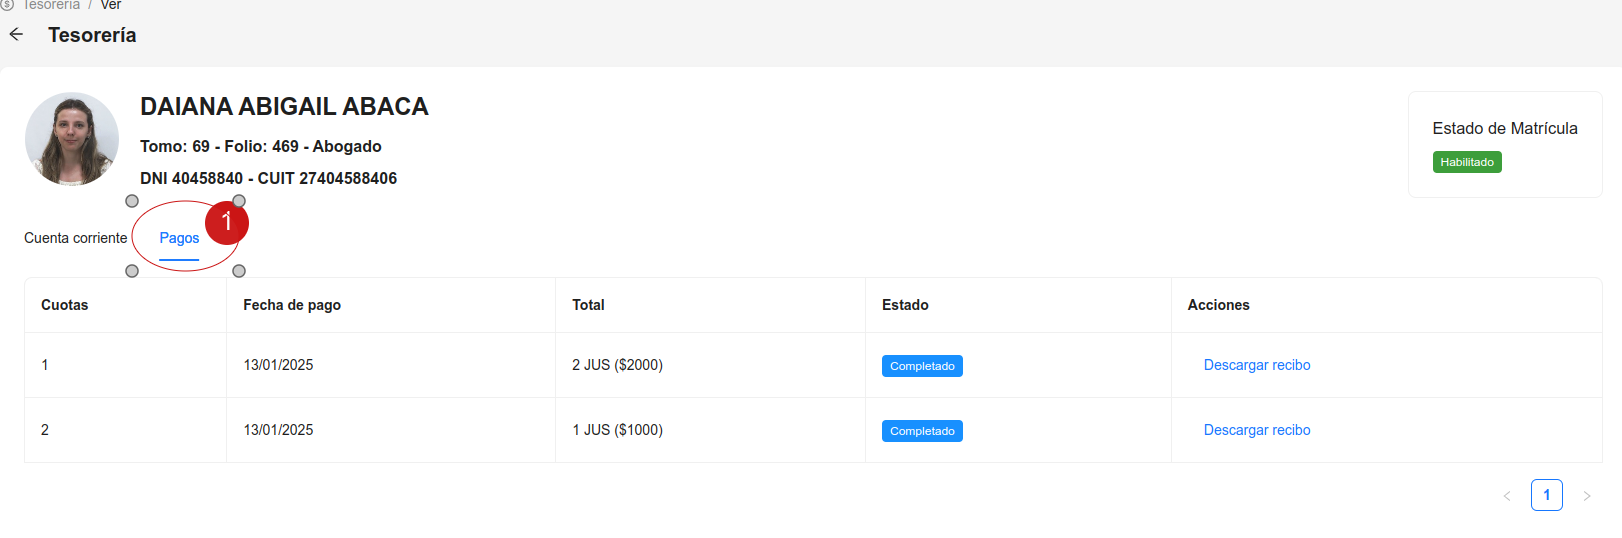 Tesorería / Ver
Tesorería
DAIANA ABIGAIL ABACA
Tomo: 69 - Folio: 469 - Abogado
DNI 40458840 - CUIT 27404588406
Estado de Matrícula
Habilitado
Cuenta corriente Pagos 1
Cuotas Fecha de pago Total Estado Acciones
1 13/01/2025 2 JUS ($2000) Completado Descargar recibo
2 13/01/2025 1 JUS ($1000) Completado Descargar recibo
< 1 >